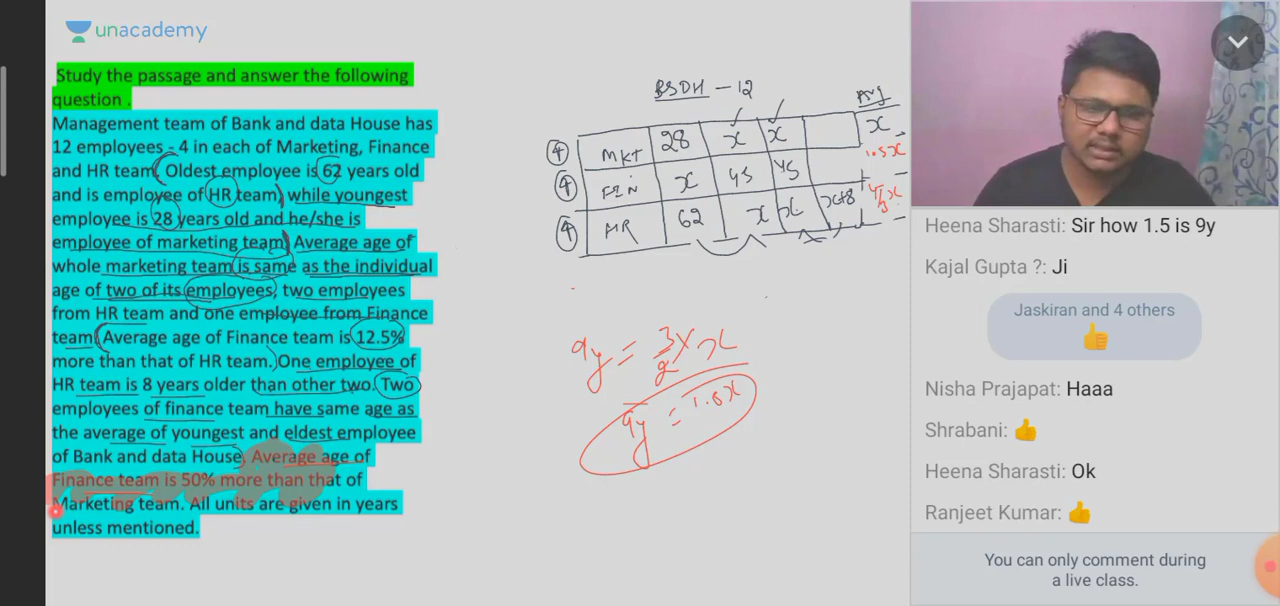 unacademy
Study the passage and answer the following
question .
Management team of Bank and data House has
12 employees - 4 in each of Marketing, Finance
and HR team. Oldest employee is 62 years old
and is employee of HR team, while youngest
employee is 28 years old and he/she is
employee of marketing team. Average age of
whole marketing team is same as the individual
age of two of its employees, two employees
from HR team and one employee from Finance
team. Average age of Finance team is 12.5%
more than that of HR team. One employee of
HR team is 8 years older than other two. Two
employees of finance team have same age as
the average of youngest and eldest employee
of Bank and data House. Average age of
Finance team is 50% more than that of
Marketing team. All units are given in years
unless mentioned.
BSDH - 12
Avg
4 MKT 28 x x x
4 FIN x 45 45 1.5x
4 HR 62 x x x+8 4/3x
9y = 3/2 × x
9y = 1.5x
Heena Sharasti: Sir how 1.5 is 9y
Kajal Gupta ?: Ji
Jaskiran and 4 others
👍
Nisha Prajapat: Haaa
Shrabani: 👍
Heena Sharasti: Ok
Ranjeet Kumar: 👍
You can only comment during
a live class.